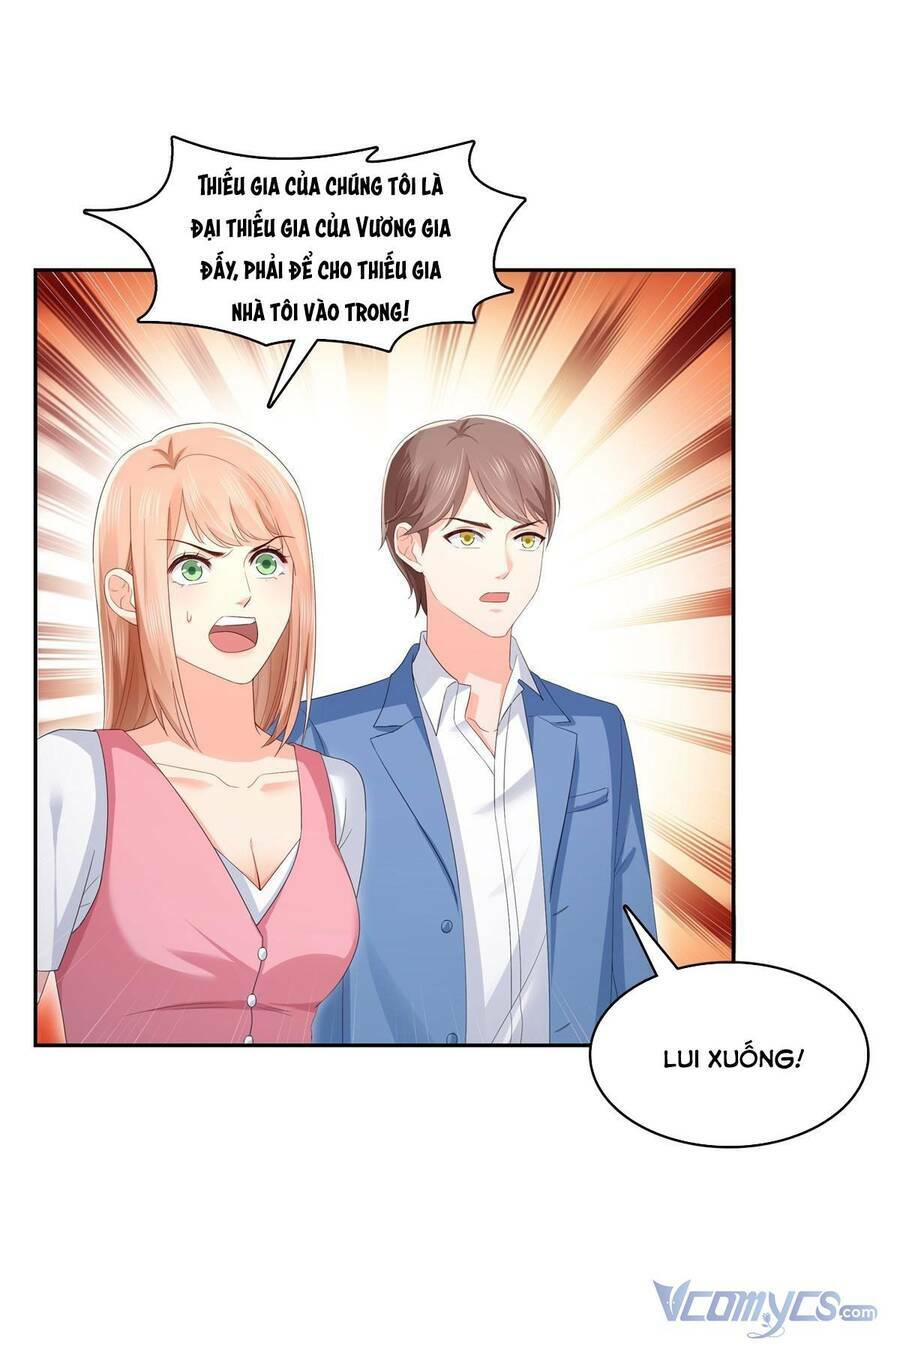 THIẾU GIA CỦA CHÚNG TÔI LÀ
ĐẠI THIẾU GIA CỦA VƯƠNG GIA
ĐẤY, PHẢI ĐỂ CHO THIẾU GIA
NHÀ TÔI VÀO TRONG!
LUI XUỐNG!
VCOMYCS.com